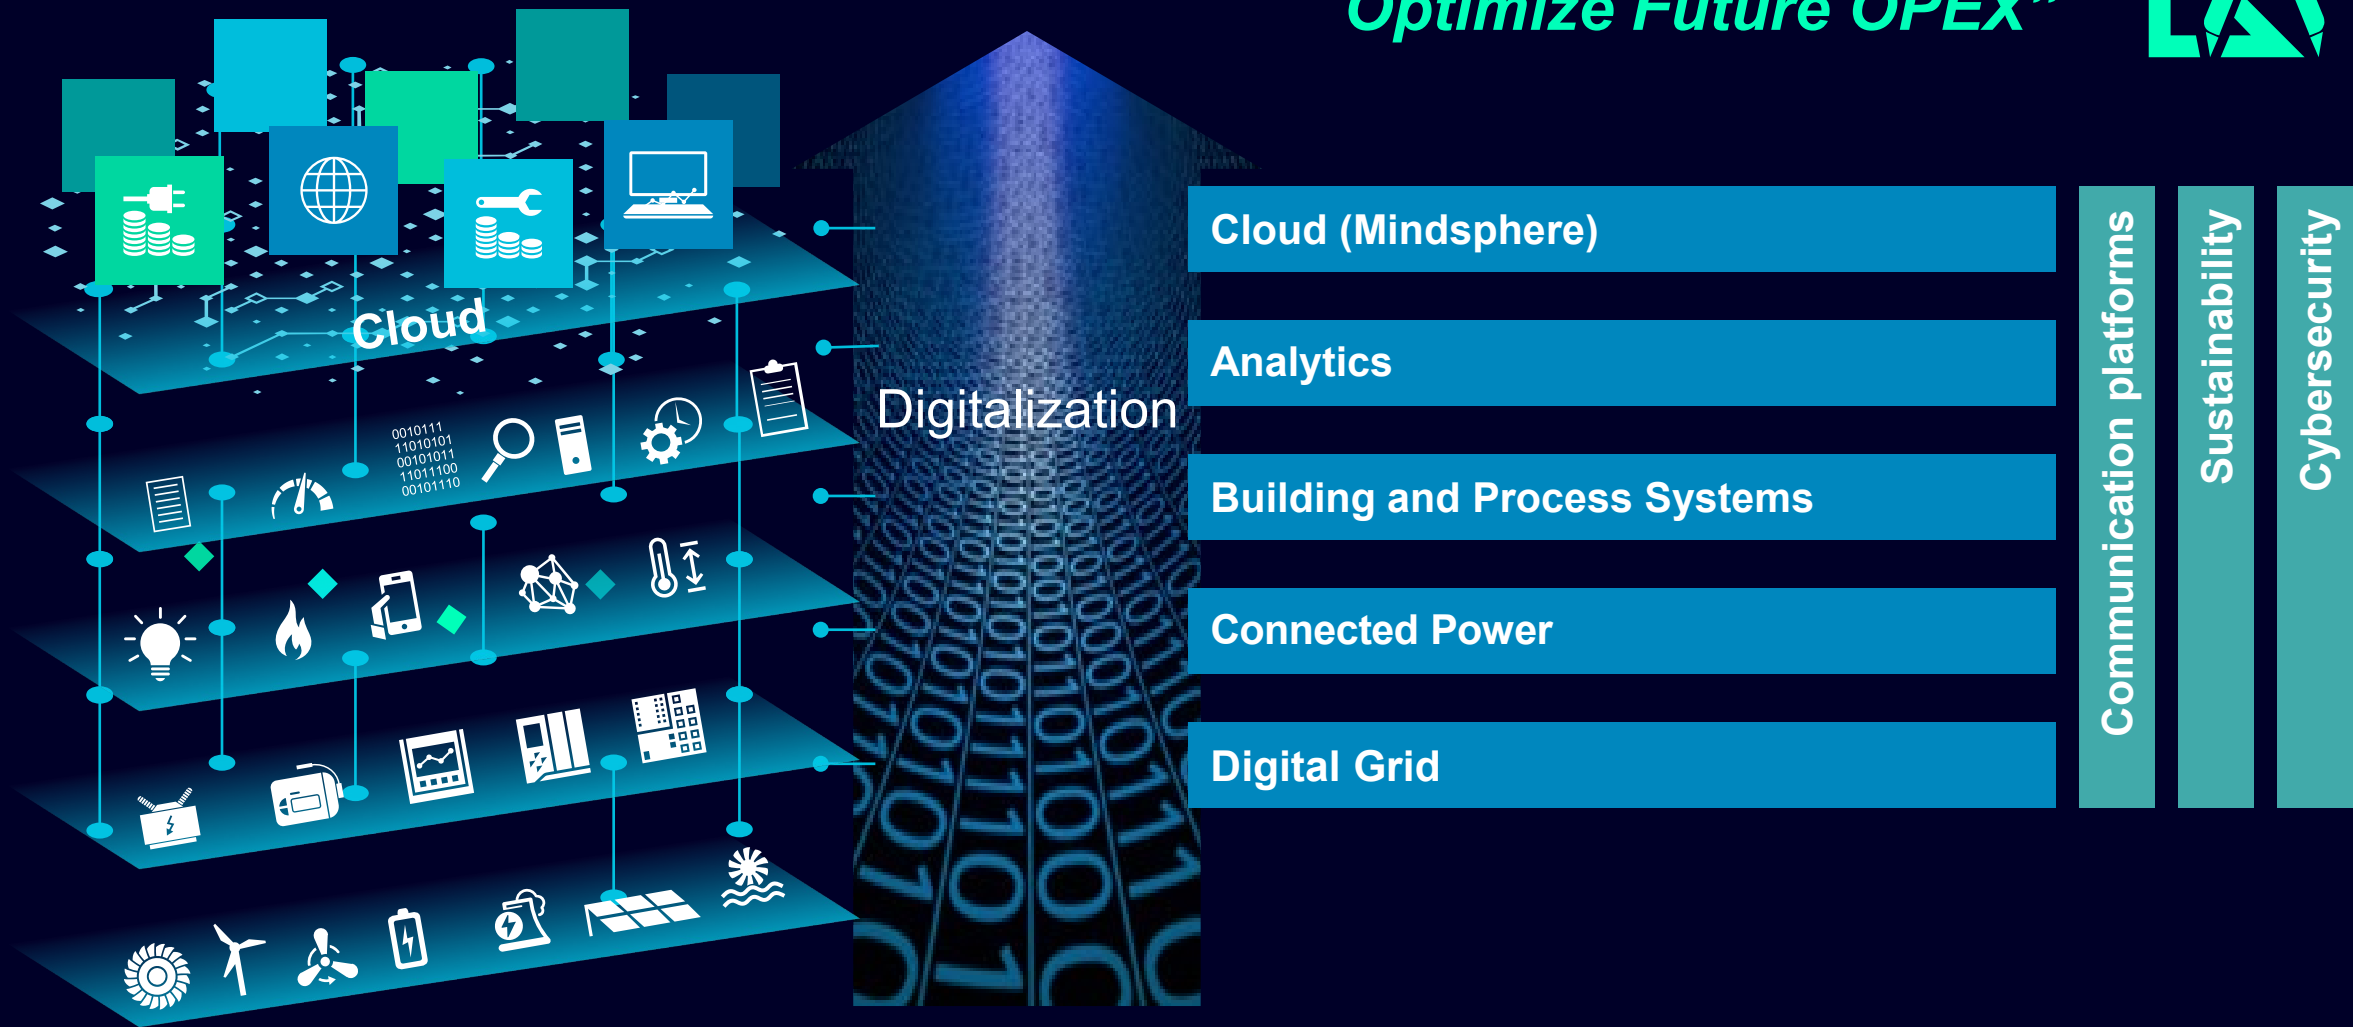 Optimize Future OPEX”
Cloud
0010111
11010101
00101011
11011100
00101110
Digitalization
Cloud (Mindsphere)
Analytics
Building and Process Systems
Connected Power
Digital Grid
Communication platforms
Sustainability
Cybersecurity